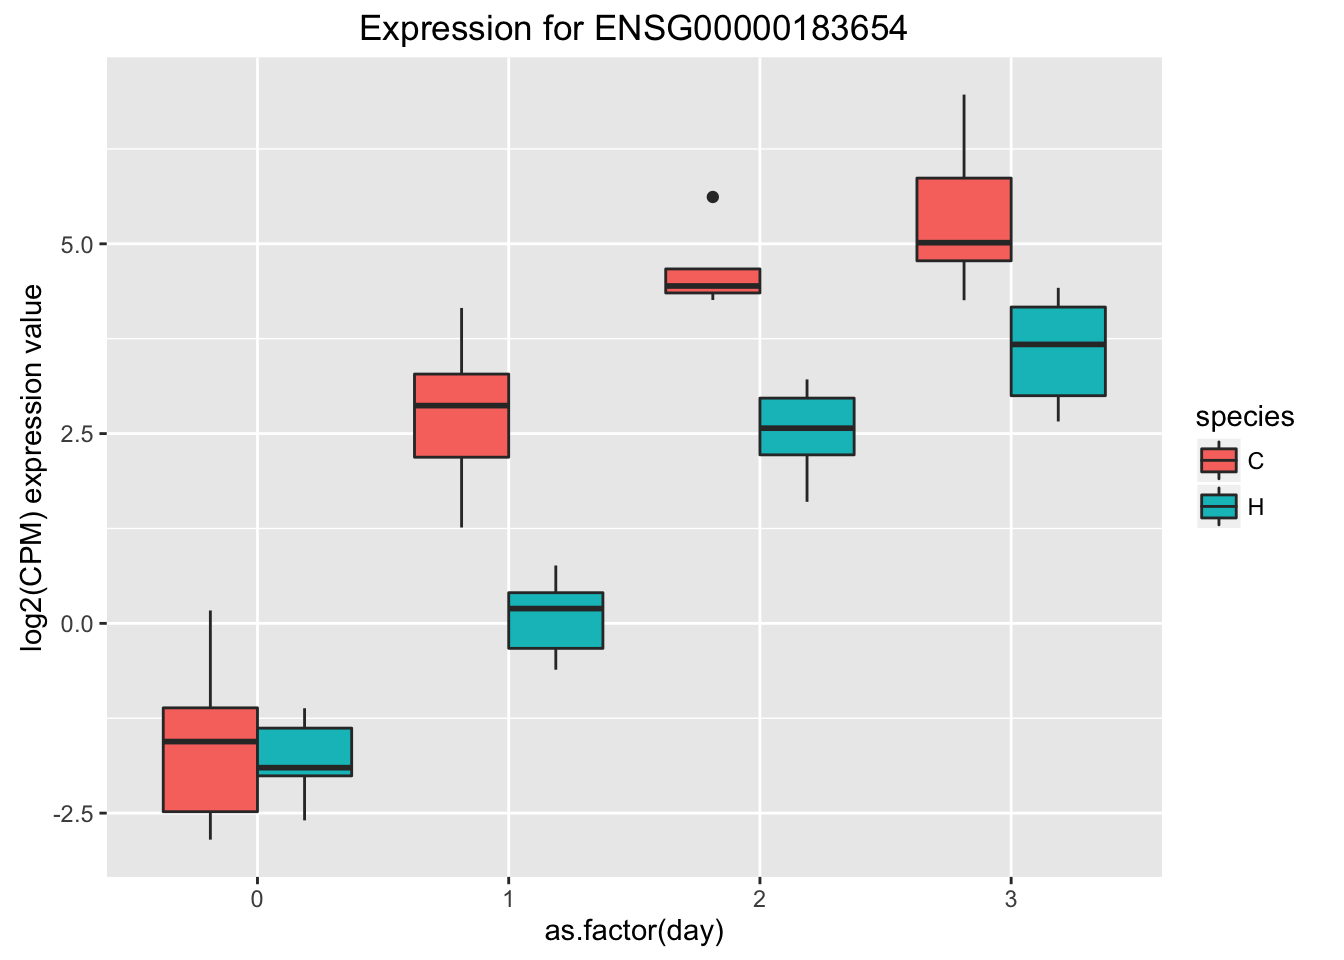 Expression for ENSG00000183654
log2(CPM) expression value
5.0
2.5
0.0
-2.5
0
1
2
3
as.factor(day)
species
C
H